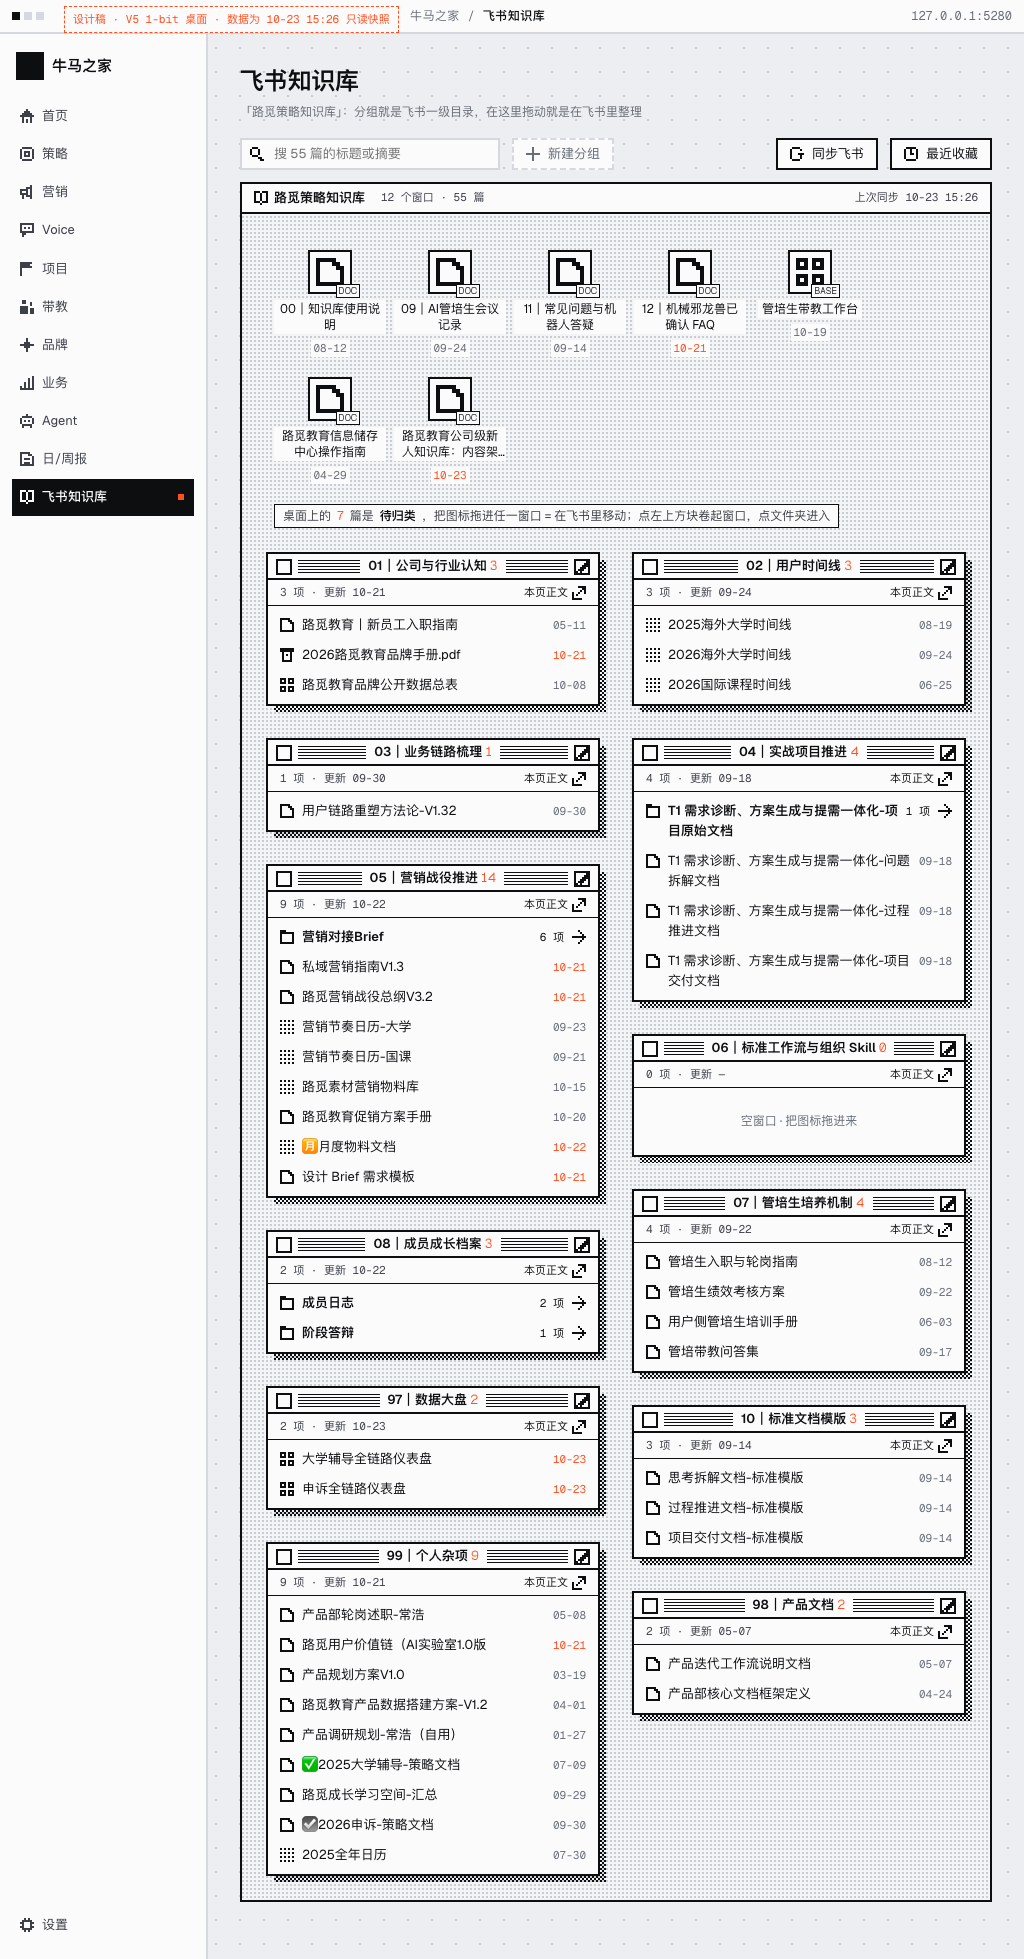 设计稿 · V5 1-bit 桌面 · 数据为 10-23 15:26 只读快照
牛马之家 / 飞书知识库
127.0.0.1:5280
牛马之家
首页
策略
营销
Voice
项目
带教
品牌
业务
Agent
日/周报
飞书知识库
设置
飞书知识库
「路觅策略知识库」：分组就是飞书一级目录，在这里拖动就是在飞书里整理
搜 55 篇的标题或摘要
新建分组
同步飞书
最近收藏
路觅策略知识库 12 个窗口 · 55 篇
上次同步 10-23 15:26
DOC
00｜知识库使用说
明
08-12
DOC
09｜AI管培生会议
记录
09-24
DOC
11｜常见问题与机
器人答疑
09-14
DOC
12｜机械邪龙兽已
确认 FAQ
10-21
BASE
管培生带教工作台
10-19
DOC
路觅教育信息储存
中心操作指南
04-29
DOC
路觅教育公司级新
人知识库：内容架…
10-23
桌面上的 7 篇是 待归类 ，把图标拖进任一窗口 = 在飞书里移动；点左上方块卷起窗口，点文件夹进入
01｜公司与行业认知 3
3 项 · 更新 10-21 本页正文
路觅教育｜新员工入职指南 05-11
2026路觅教育品牌手册.pdf 10-21
路觅教育品牌公开数据总表 10-08
02｜用户时间线 3
3 项 · 更新 09-24 本页正文
2025海外大学时间线 08-19
2026海外大学时间线 09-24
2026国际课程时间线 06-25
03｜业务链路梳理 1
1 项 · 更新 09-30 本页正文
用户链路重塑方法论-V1.32 09-30
04｜实战项目推进 4
4 项 · 更新 09-18 本页正文
T1 需求诊断、方案生成与提需一体化-项 1 项
目原始文档
T1 需求诊断、方案生成与提需一体化-问题 09-18
拆解文档
T1 需求诊断、方案生成与提需一体化-过程 09-18
推进文档
T1 需求诊断、方案生成与提需一体化-项目 09-18
交付文档
05｜营销战役推进 14
9 项 · 更新 10-22 本页正文
营销对接Brief 6 项
私域营销指南V1.3 10-21
路觅营销战役总纲V3.2 10-21
营销节奏日历-大学 09-23
营销节奏日历-国课 09-21
路觅素材营销物料库 10-15
路觅教育促销方案手册 10-20
🈷️月度物料文档 10-22
设计 Brief 需求模板 10-21
06｜标准工作流与组织 Skill 0
0 项 · 更新 — 本页正文
空窗口 · 把图标拖进来
07｜管培生培养机制 4
4 项 · 更新 09-22 本页正文
管培生入职与轮岗指南 08-12
管培生绩效考核方案 09-22
用户侧管培生培训手册 06-03
管培带教问答集 09-17
08｜成员成长档案 3
2 项 · 更新 10-22 本页正文
成员日志 2 项
阶段答辩 1 项
97｜数据大盘 2
2 项 · 更新 10-23 本页正文
大学辅导全链路仪表盘 10-23
申诉全链路仪表盘 10-23
10｜标准文档模版 3
3 项 · 更新 09-14 本页正文
思考拆解文档-标准模版 09-14
过程推进文档-标准模版 09-14
项目交付文档-标准模版 09-14
99｜个人杂项 9
9 项 · 更新 10-21 本页正文
产品部轮岗述职-常浩 05-08
路觅用户价值链（AI实验室1.0版 10-21
产品规划方案V1.0 03-19
路觅教育产品数据搭建方案-V1.2 04-01
产品调研规划-常浩（自用） 01-27
✅2025大学辅导-策略文档 07-09
路觅成长学习空间-汇总 09-29
☑️2026申诉-策略文档 09-30
2025全年日历 07-30
98｜产品文档 2
2 项 · 更新 05-07 本页正文
产品迭代工作流说明文档 05-07
产品部核心文档框架定义 04-24